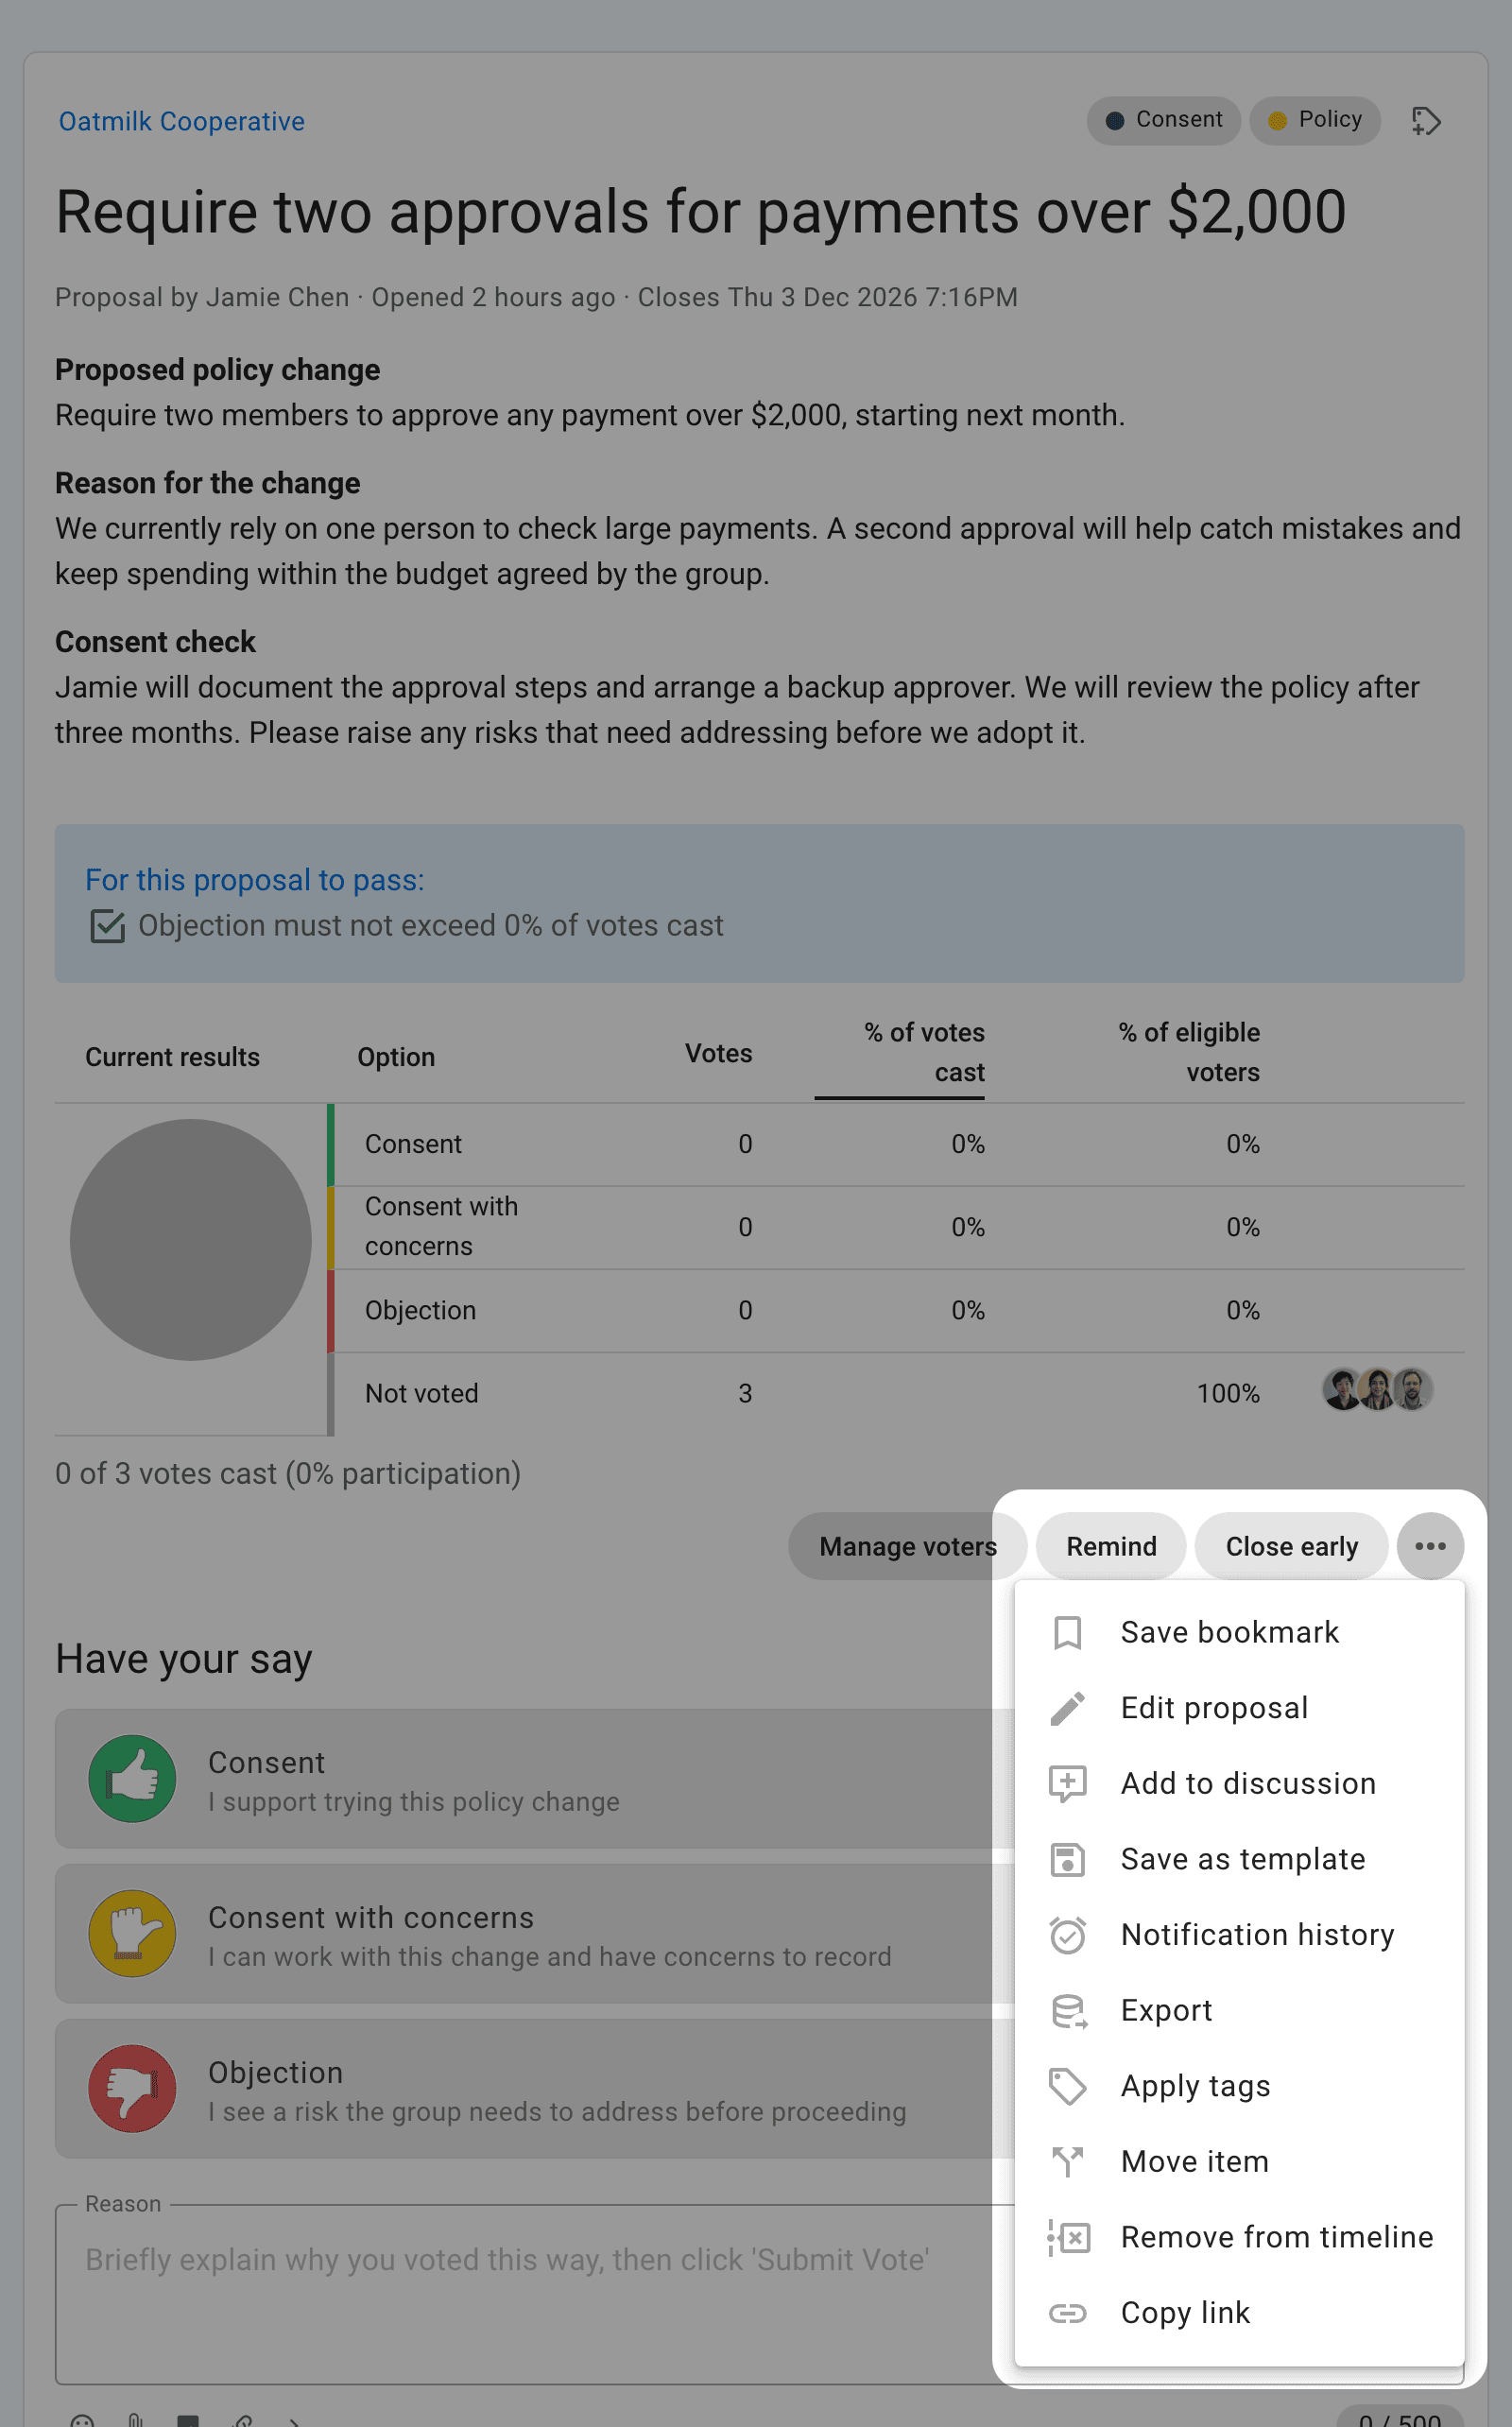 Oatmilk Cooperative
Consent
Policy
Require two approvals for payments over $2,000
Proposal by Jamie Chen · Opened 2 hours ago · Closes Thu 3 Dec 2026 7:16PM
Proposed policy change
Require two members to approve any payment over $2,000, starting next month.
Reason for the change
We currently rely on one person to check large payments. A second approval will help catch mistakes and
keep spending within the budget agreed by the group.
Consent check
Jamie will document the approval steps and arrange a backup approver. We will review the policy after
three months. Please raise any risks that need addressing before we adopt it.
For this proposal to pass:
Objection must not exceed 0% of votes cast
Current results Option Votes % of votes cast % of eligible voters
Consent 0 0% 0%
Consent with concerns 0 0% 0%
Objection 0 0% 0%
Not voted 3 100%
0 of 3 votes cast (0% participation)
Manage voters Remind Close early
Save bookmark
Edit proposal
Add to discussion
Save as template
Notification history
Export
Apply tags
Move item
Remove from timeline
Copy link
Have your say
Consent
I support trying this policy change
Consent with concerns
I can work with this change and have concerns to record
Objection
I see a risk the group needs to address before proceeding
Reason
Briefly explain why you voted this way, then click 'Submit Vote'
0 / 500